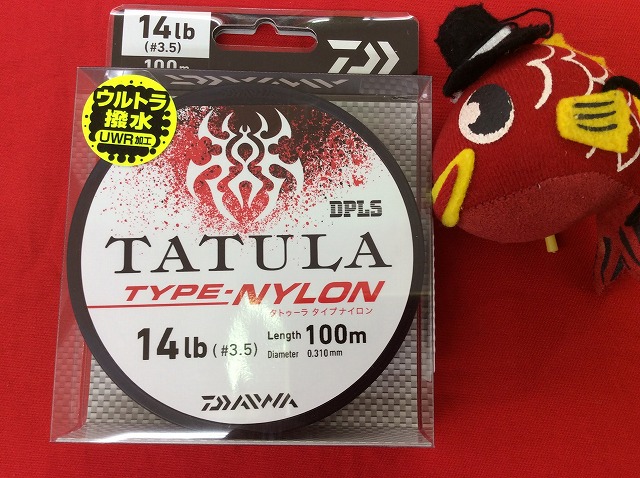 14lb
(#3.5)
100m
ウルトラ
撥水
UWR加工
DPLS
TATULA
TYPE-NYLON
タトゥーラ タイプナイロン
14lb (#3.5) Length 100m
Diameter 0.310mm
DAIWA